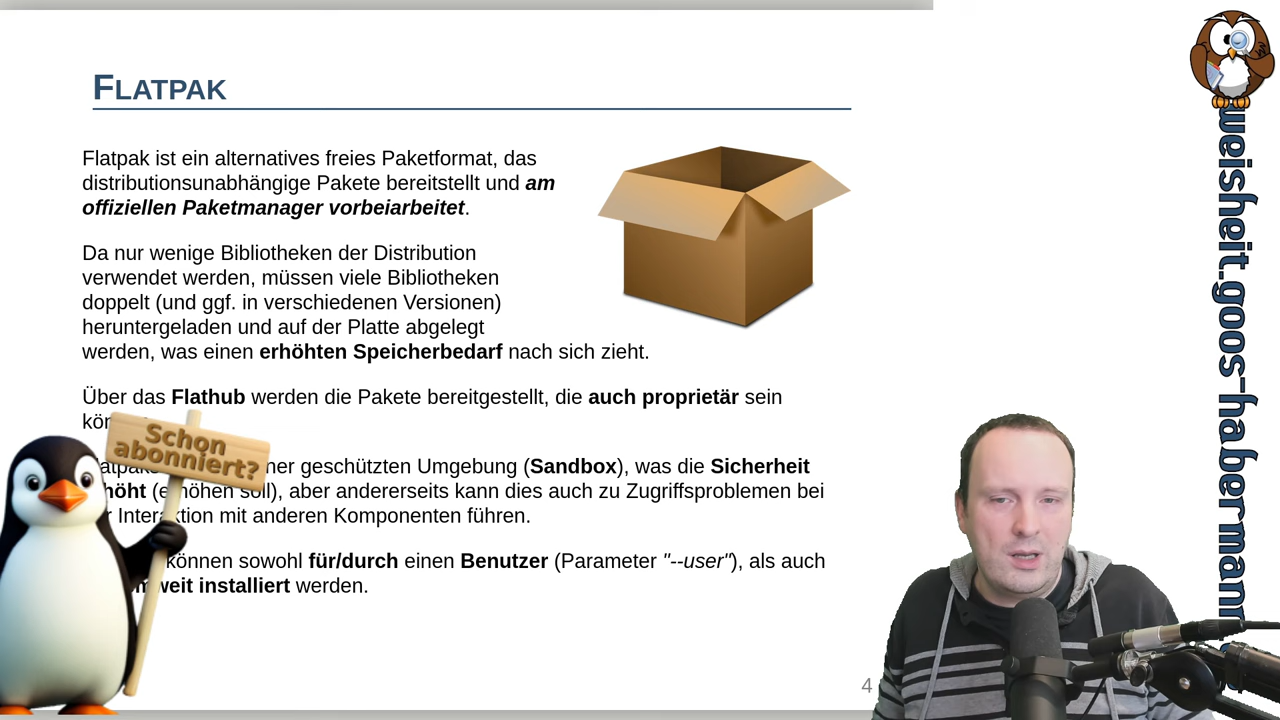 FLATPAK
Flatpak ist ein alternatives freies Paketformat, das
distributionsunabhängige Pakete bereitstellt und am
offiziellen Paketmanager vorbeiarbeitet.
Da nur wenige Bibliotheken der Distribution
verwendet werden, müssen viele Bibliotheken
doppelt (und ggf. in verschiedenen Versionen)
heruntergeladen und auf der Platte abgelegt
werden, was einen erhöhten Speicherbedarf nach sich zieht.
Über das Flathub werden die Pakete bereitgestellt, die auch proprietär sein
geschützten Umgebung (Sandbox), was die Sicherheit
(erhöhen soll), aber andererseits kann dies auch zu Zugriffsproblemen bei
Interaktion mit anderen Komponenten führen.
können sowohl für/durch einen Benutzer (Parameter "--user"), als auch
installiert werden.
4
Schon
abonniert?
weisheit.goos-habermann